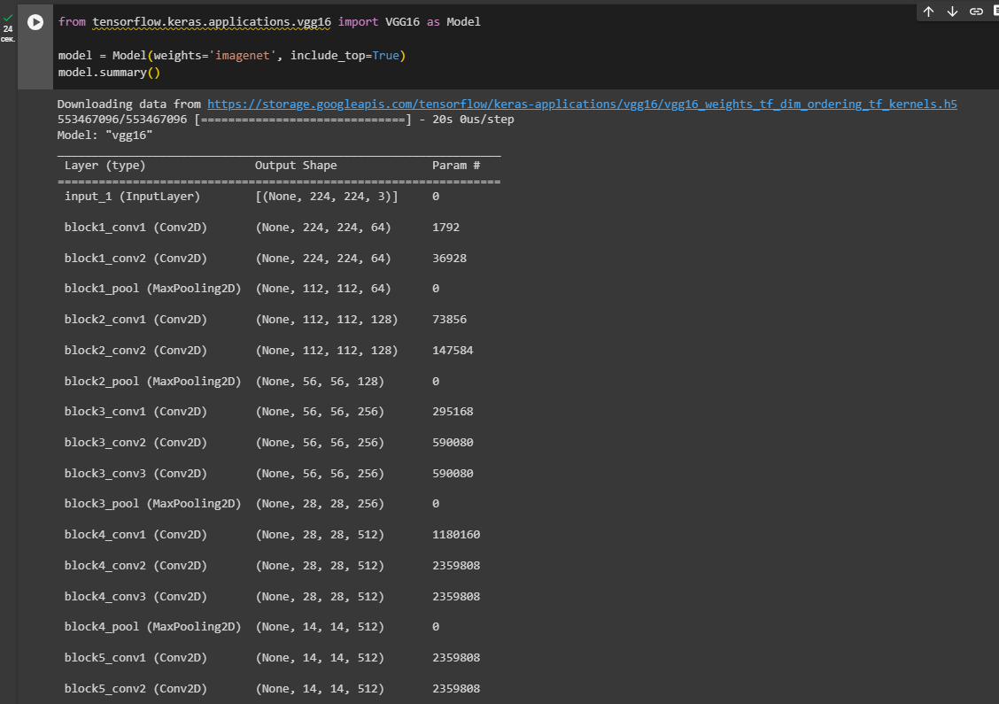 from tensorflow.keras.applications.vgg16 import VGG16 as Model
24
сек.
model = Model(weights='imagenet', include_top=True)
model.summary()
Downloading data from https://storage.googleapis.com/tensorflow/keras-applications/vgg16/vgg16_weights_tf_dim_ordering_tf_kernels.h5
553467096/553467096 [==============================] - 20s 0us/step
Model: "vgg16"
_________________________________________________________________
Layer (type) Output Shape Param #
=================================================================
input_1 (InputLayer) [(None, 224, 224, 3)] 0
block1_conv1 (Conv2D) (None, 224, 224, 64) 1792
block1_conv2 (Conv2D) (None, 224, 224, 64) 36928
block1_pool (MaxPooling2D) (None, 112, 112, 64) 0
block2_conv1 (Conv2D) (None, 112, 112, 128) 73856
block2_conv2 (Conv2D) (None, 112, 112, 128) 147584
block2_pool (MaxPooling2D) (None, 56, 56, 128) 0
block3_conv1 (Conv2D) (None, 56, 56, 256) 295168
block3_conv2 (Conv2D) (None, 56, 56, 256) 590080
block3_conv3 (Conv2D) (None, 56, 56, 256) 590080
block3_pool (MaxPooling2D) (None, 28, 28, 256) 0
block4_conv1 (Conv2D) (None, 28, 28, 512) 1180160
block4_conv2 (Conv2D) (None, 28, 28, 512) 2359808
block4_conv3 (Conv2D) (None, 28, 28, 512) 2359808
block4_pool (MaxPooling2D) (None, 14, 14, 512) 0
block5_conv1 (Conv2D) (None, 14, 14, 512) 2359808
block5_conv2 (Conv2D) (None, 14, 14, 512) 2359808